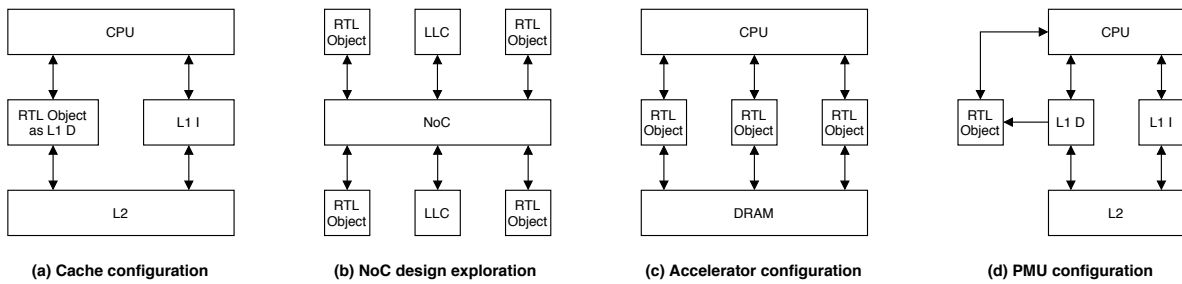 CPU
RTL Object
as L1 D
L1 I
L2
(a) Cache configuration
RTL
Object
LLC
RTL
Object
NoC
RTL
Object
LLC
RTL
Object
(b) NoC design exploration
CPU
RTL
Object
RTL
Object
RTL
Object
DRAM
(c) Accelerator configuration
CPU
RTL
Object
L1 D
L1 I
L2
(d) PMU configuration